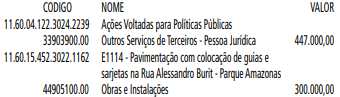 CODIGO NOME VALOR
11.60.04.122.3024.2239 Ações Voltadas para Políticas Públicas
33903900.00 Outros Serviços de Terceiros - Pessoa Jurídica 447.000,00
11.60.15.452.3022.1162 E1114 - Pavimentação com colocação de guias e
sarjetas na Rua Alessandro Burit - Parque Amazonas
44905100.00 Obras e Instalações 300.000,00